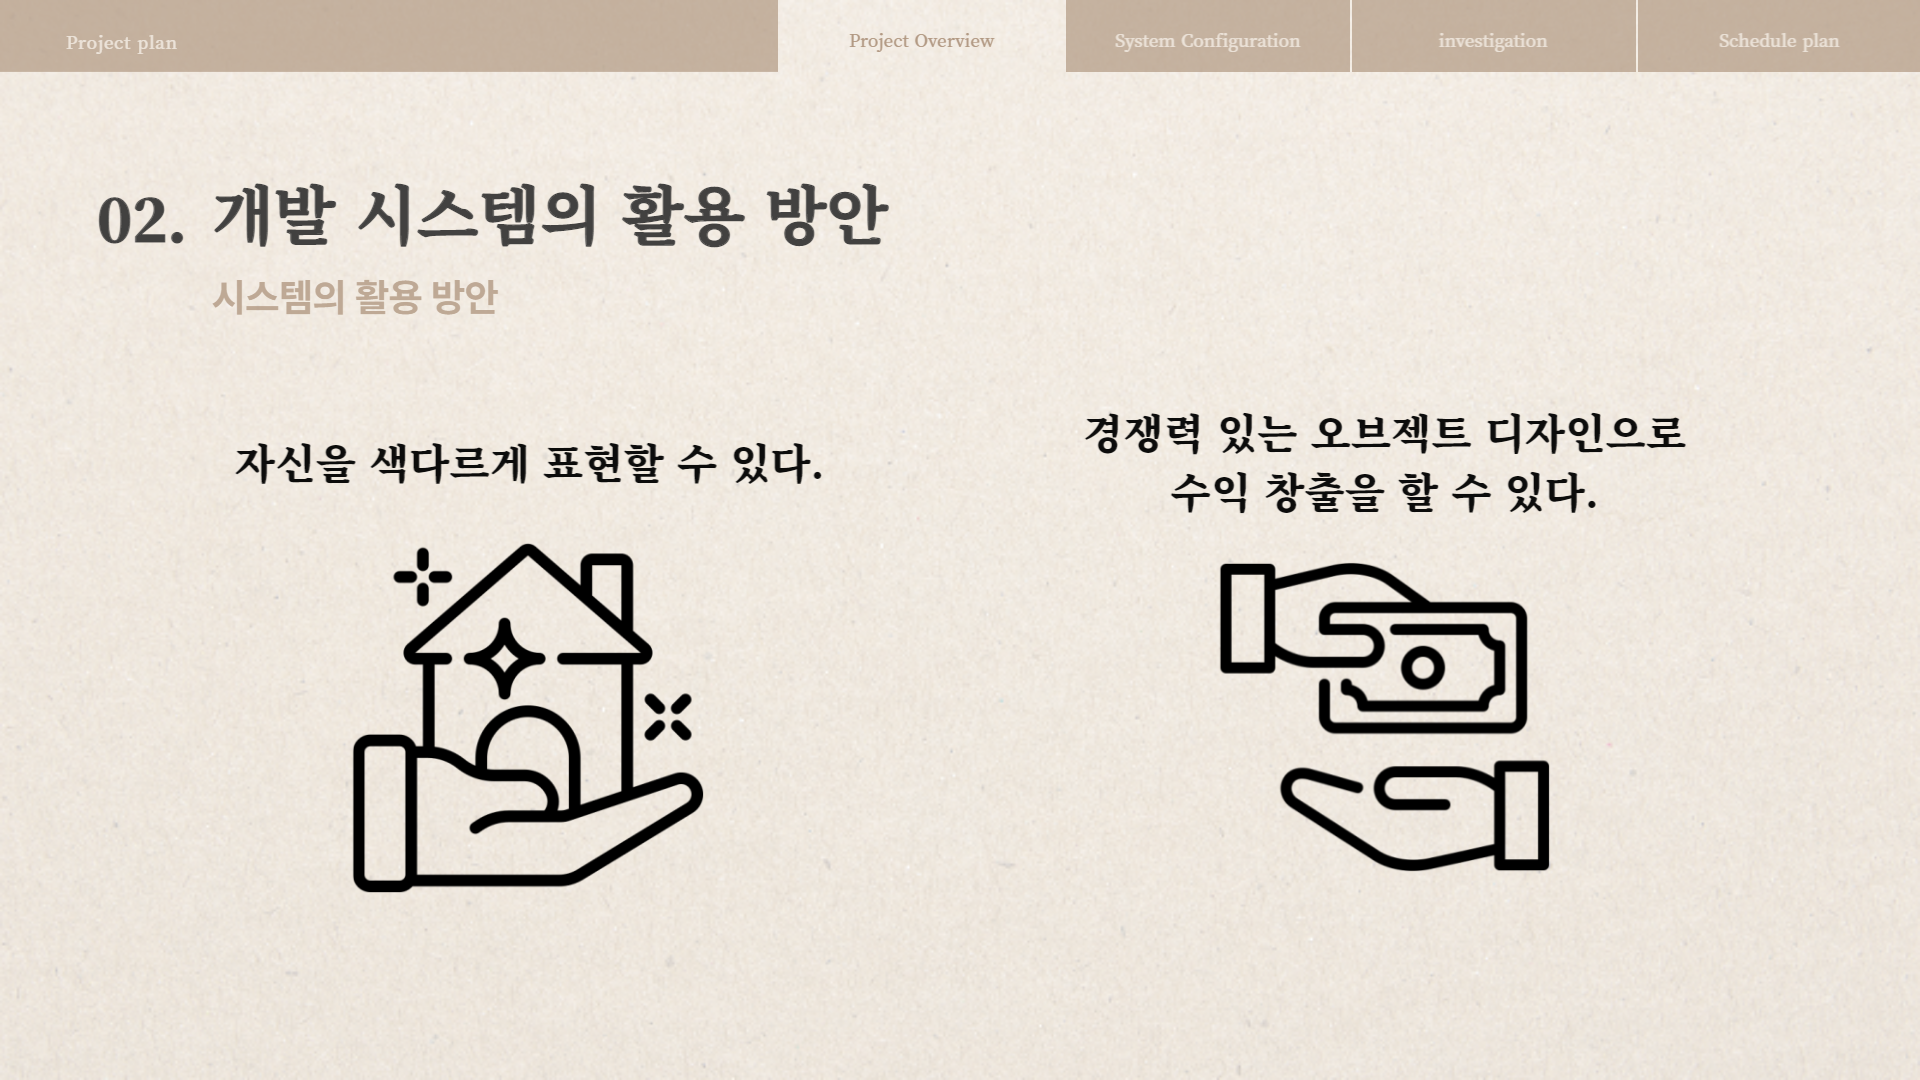 Project plan
Project Overview
System Configuration
investigation
Schedule plan
02. 개발 시스템의 활용 방안
시스템의 활용 방안
자신을 색다르게 표현할 수 있다.
경쟁력 있는 오브젝트 디자인으로
수익 창출을 할 수 있다.